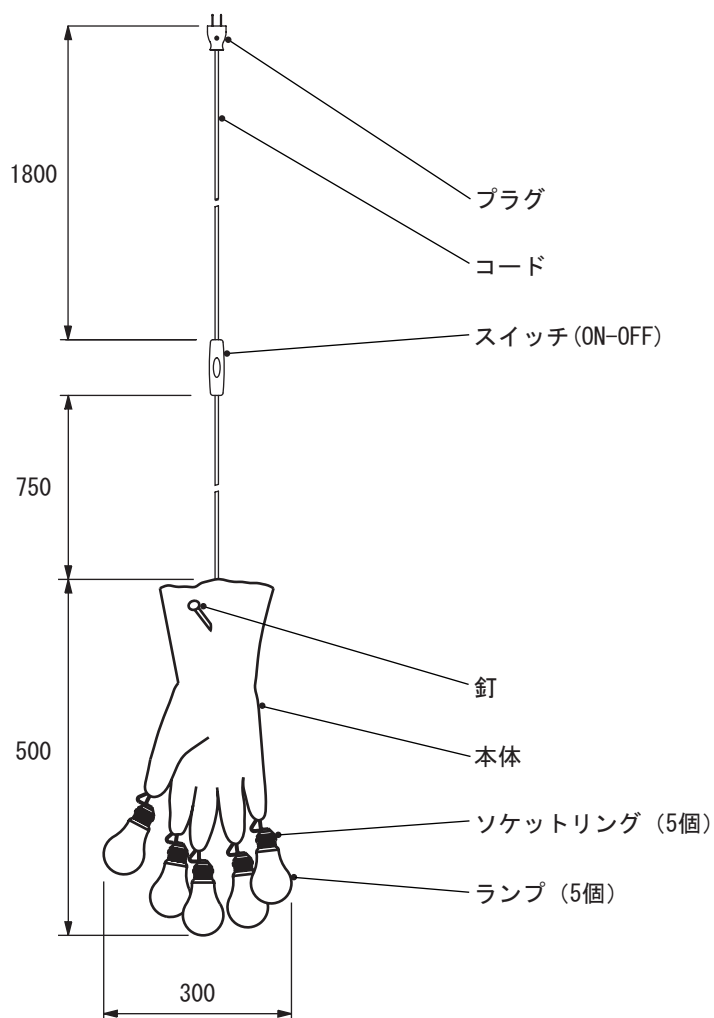 1800
プラグ
コード
スイッチ(ON-OFF)
750
釘
500
本体
ソケットリング（5個）
ランプ（5個）
300